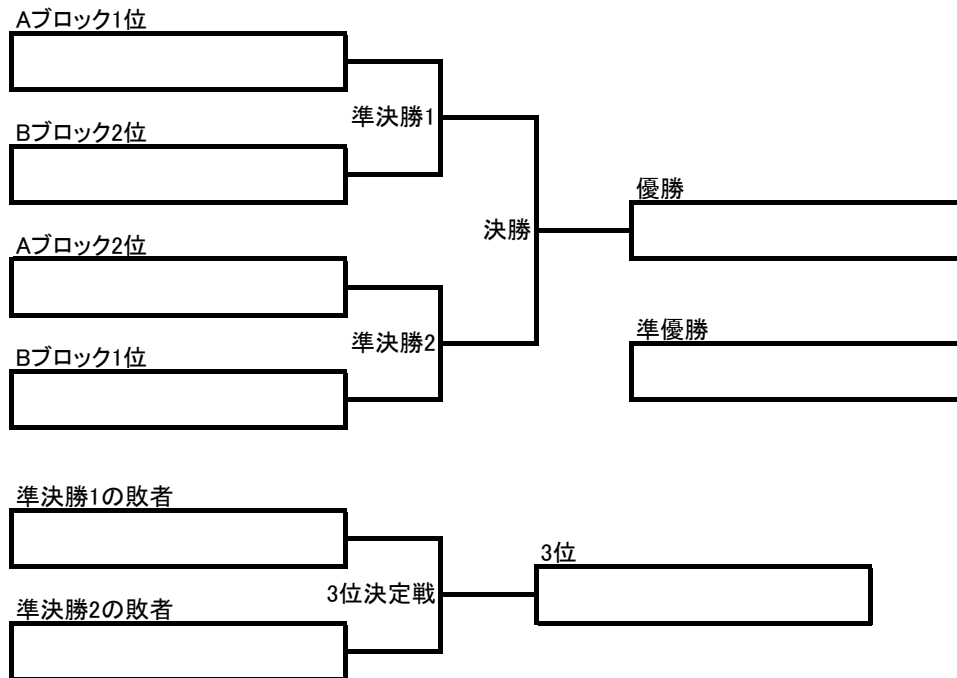 Aブロック1位
準決勝1
Bブロック2位
優勝
決勝
Aブロック2位
準優勝
準決勝2
Bブロック1位
準決勝1の敗者
3位
3位決定戦
準決勝2の敗者